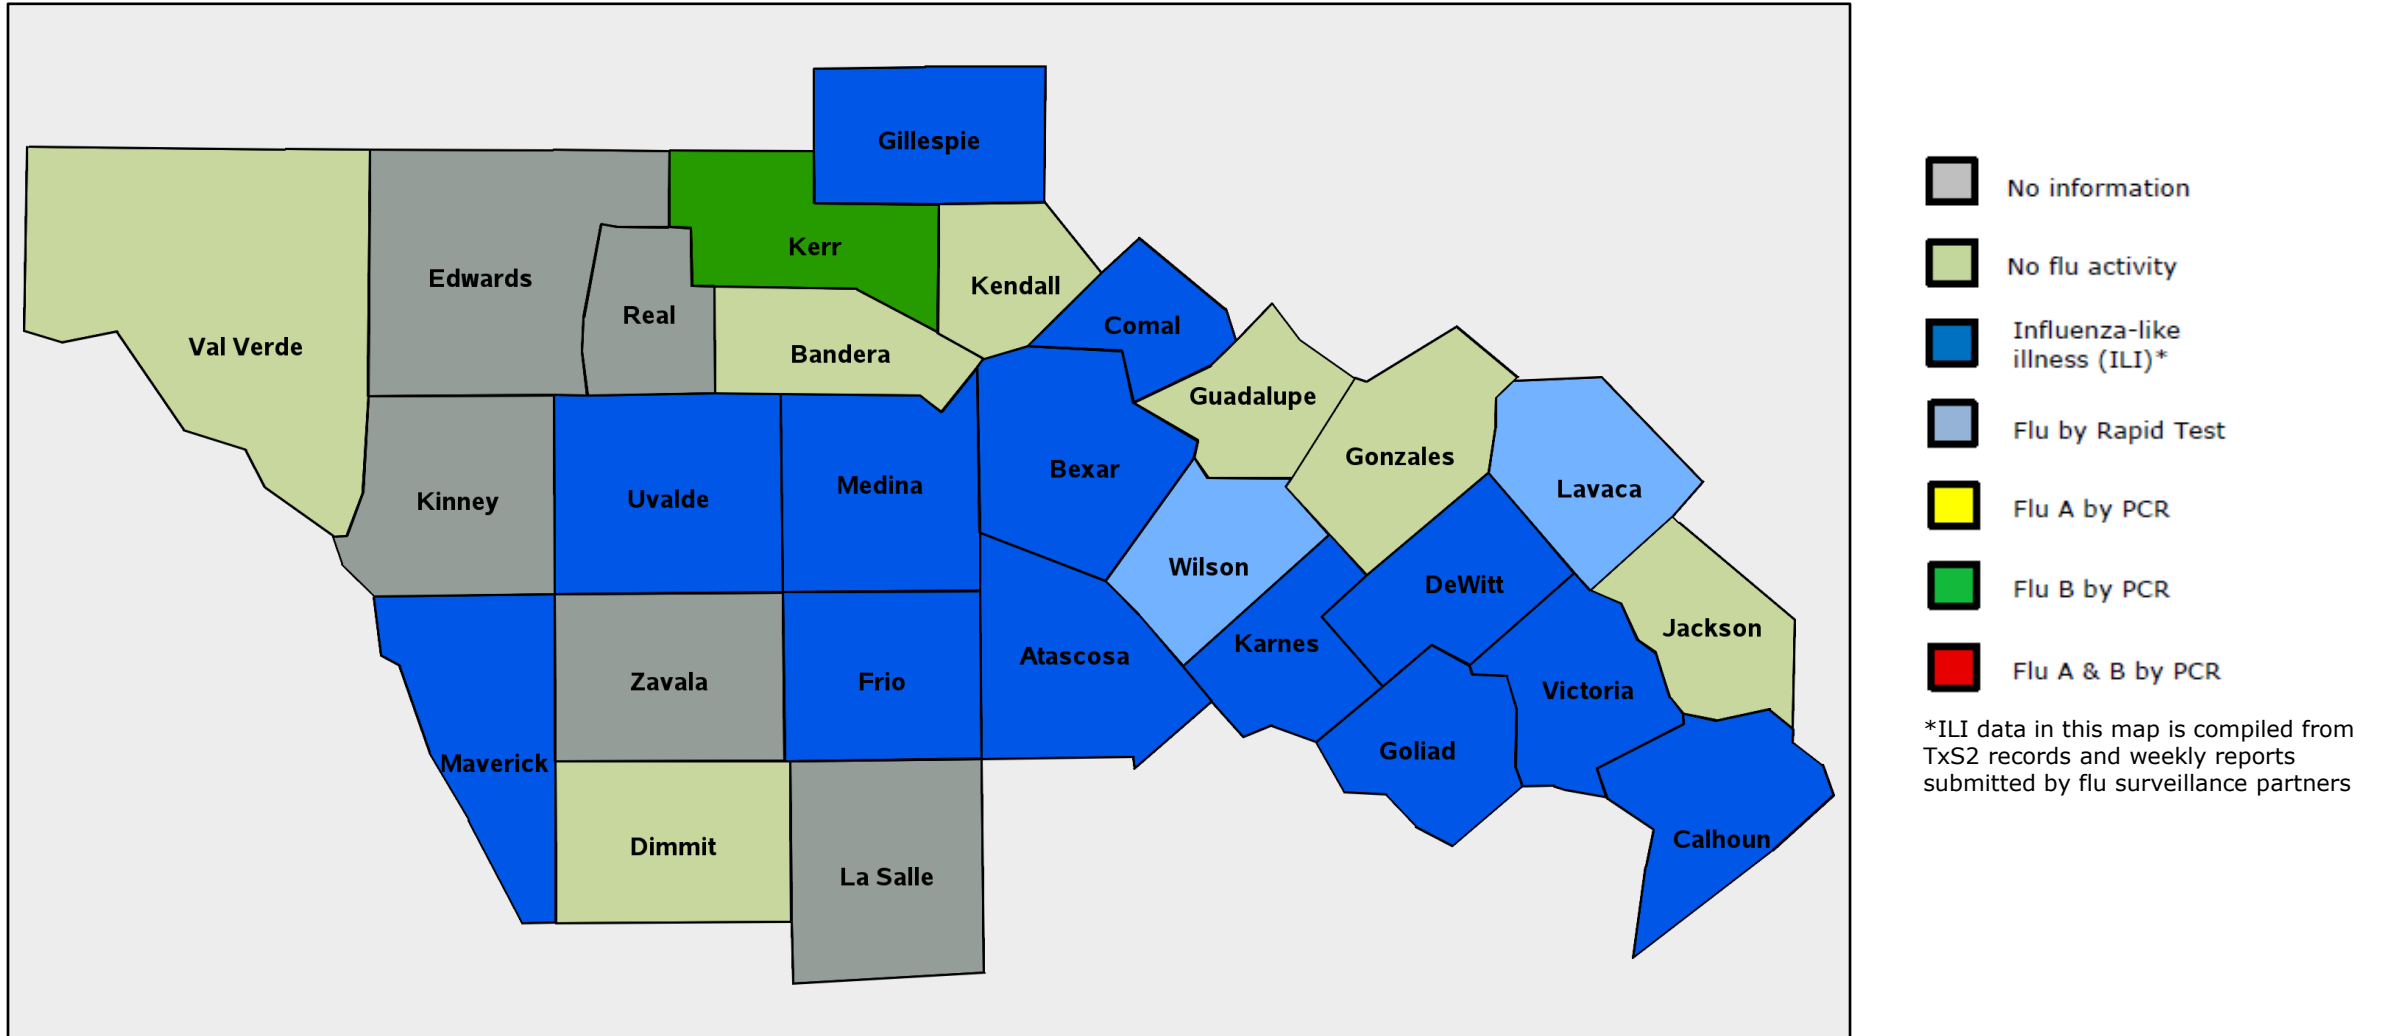 Gillespie
Kerr
Edwards
Kendall
Real
Comal
Val Verde
Bandera
Guadalupe
Gonzales
Bexar
Medina
Lavaca
Uvalde
Kinney
Wilson
DeWitt
Jackson
Karnes
Atascosa
Zavala
Frio
Victoria
Goliad
Maverick
Calhoun
Dimmit
La Salle
No information
No flu activity
Influenza-like
illness (ILI)*
Flu by Rapid Test
Flu A by PCR
Flu B by PCR
Flu A & B by PCR
*ILI data in this map is compiled from
TxS2 records and weekly reports
submitted by flu surveillance partners